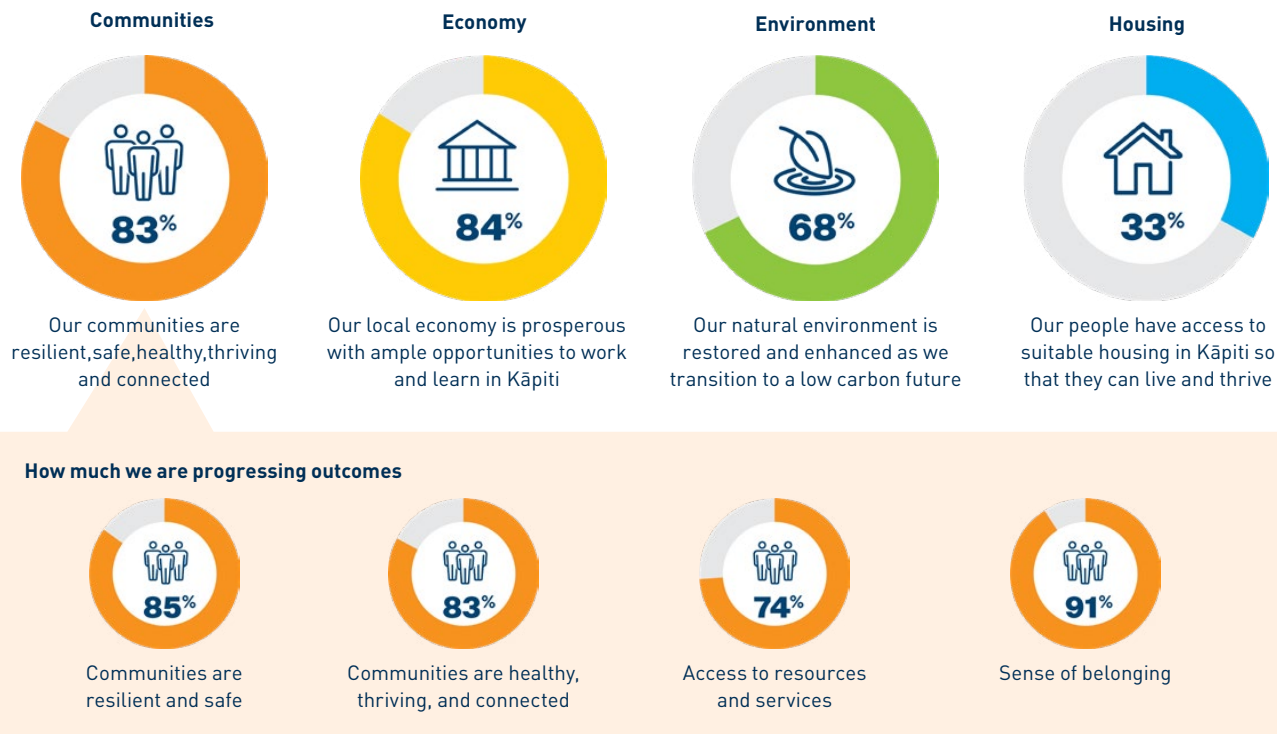 Communities
Economy
Environment
Housing
83%
84%
68%
33%
Our communities are
resilient,safe,healthy,thriving
and connected
Our local economy is prosperous
with ample opportunities to work
and learn in Kāpiti
Our natural environment is
restored and enhanced as we
transition to a low carbon future
Our people have access to
suitable housing in Kāpiti so
that they can live and thrive
How much we are progressing outcomes
85%
83%
74%
91%
Communities are
resilient and safe
Communities are healthy,
thriving, and connected
Access to resources
and services
Sense of belonging